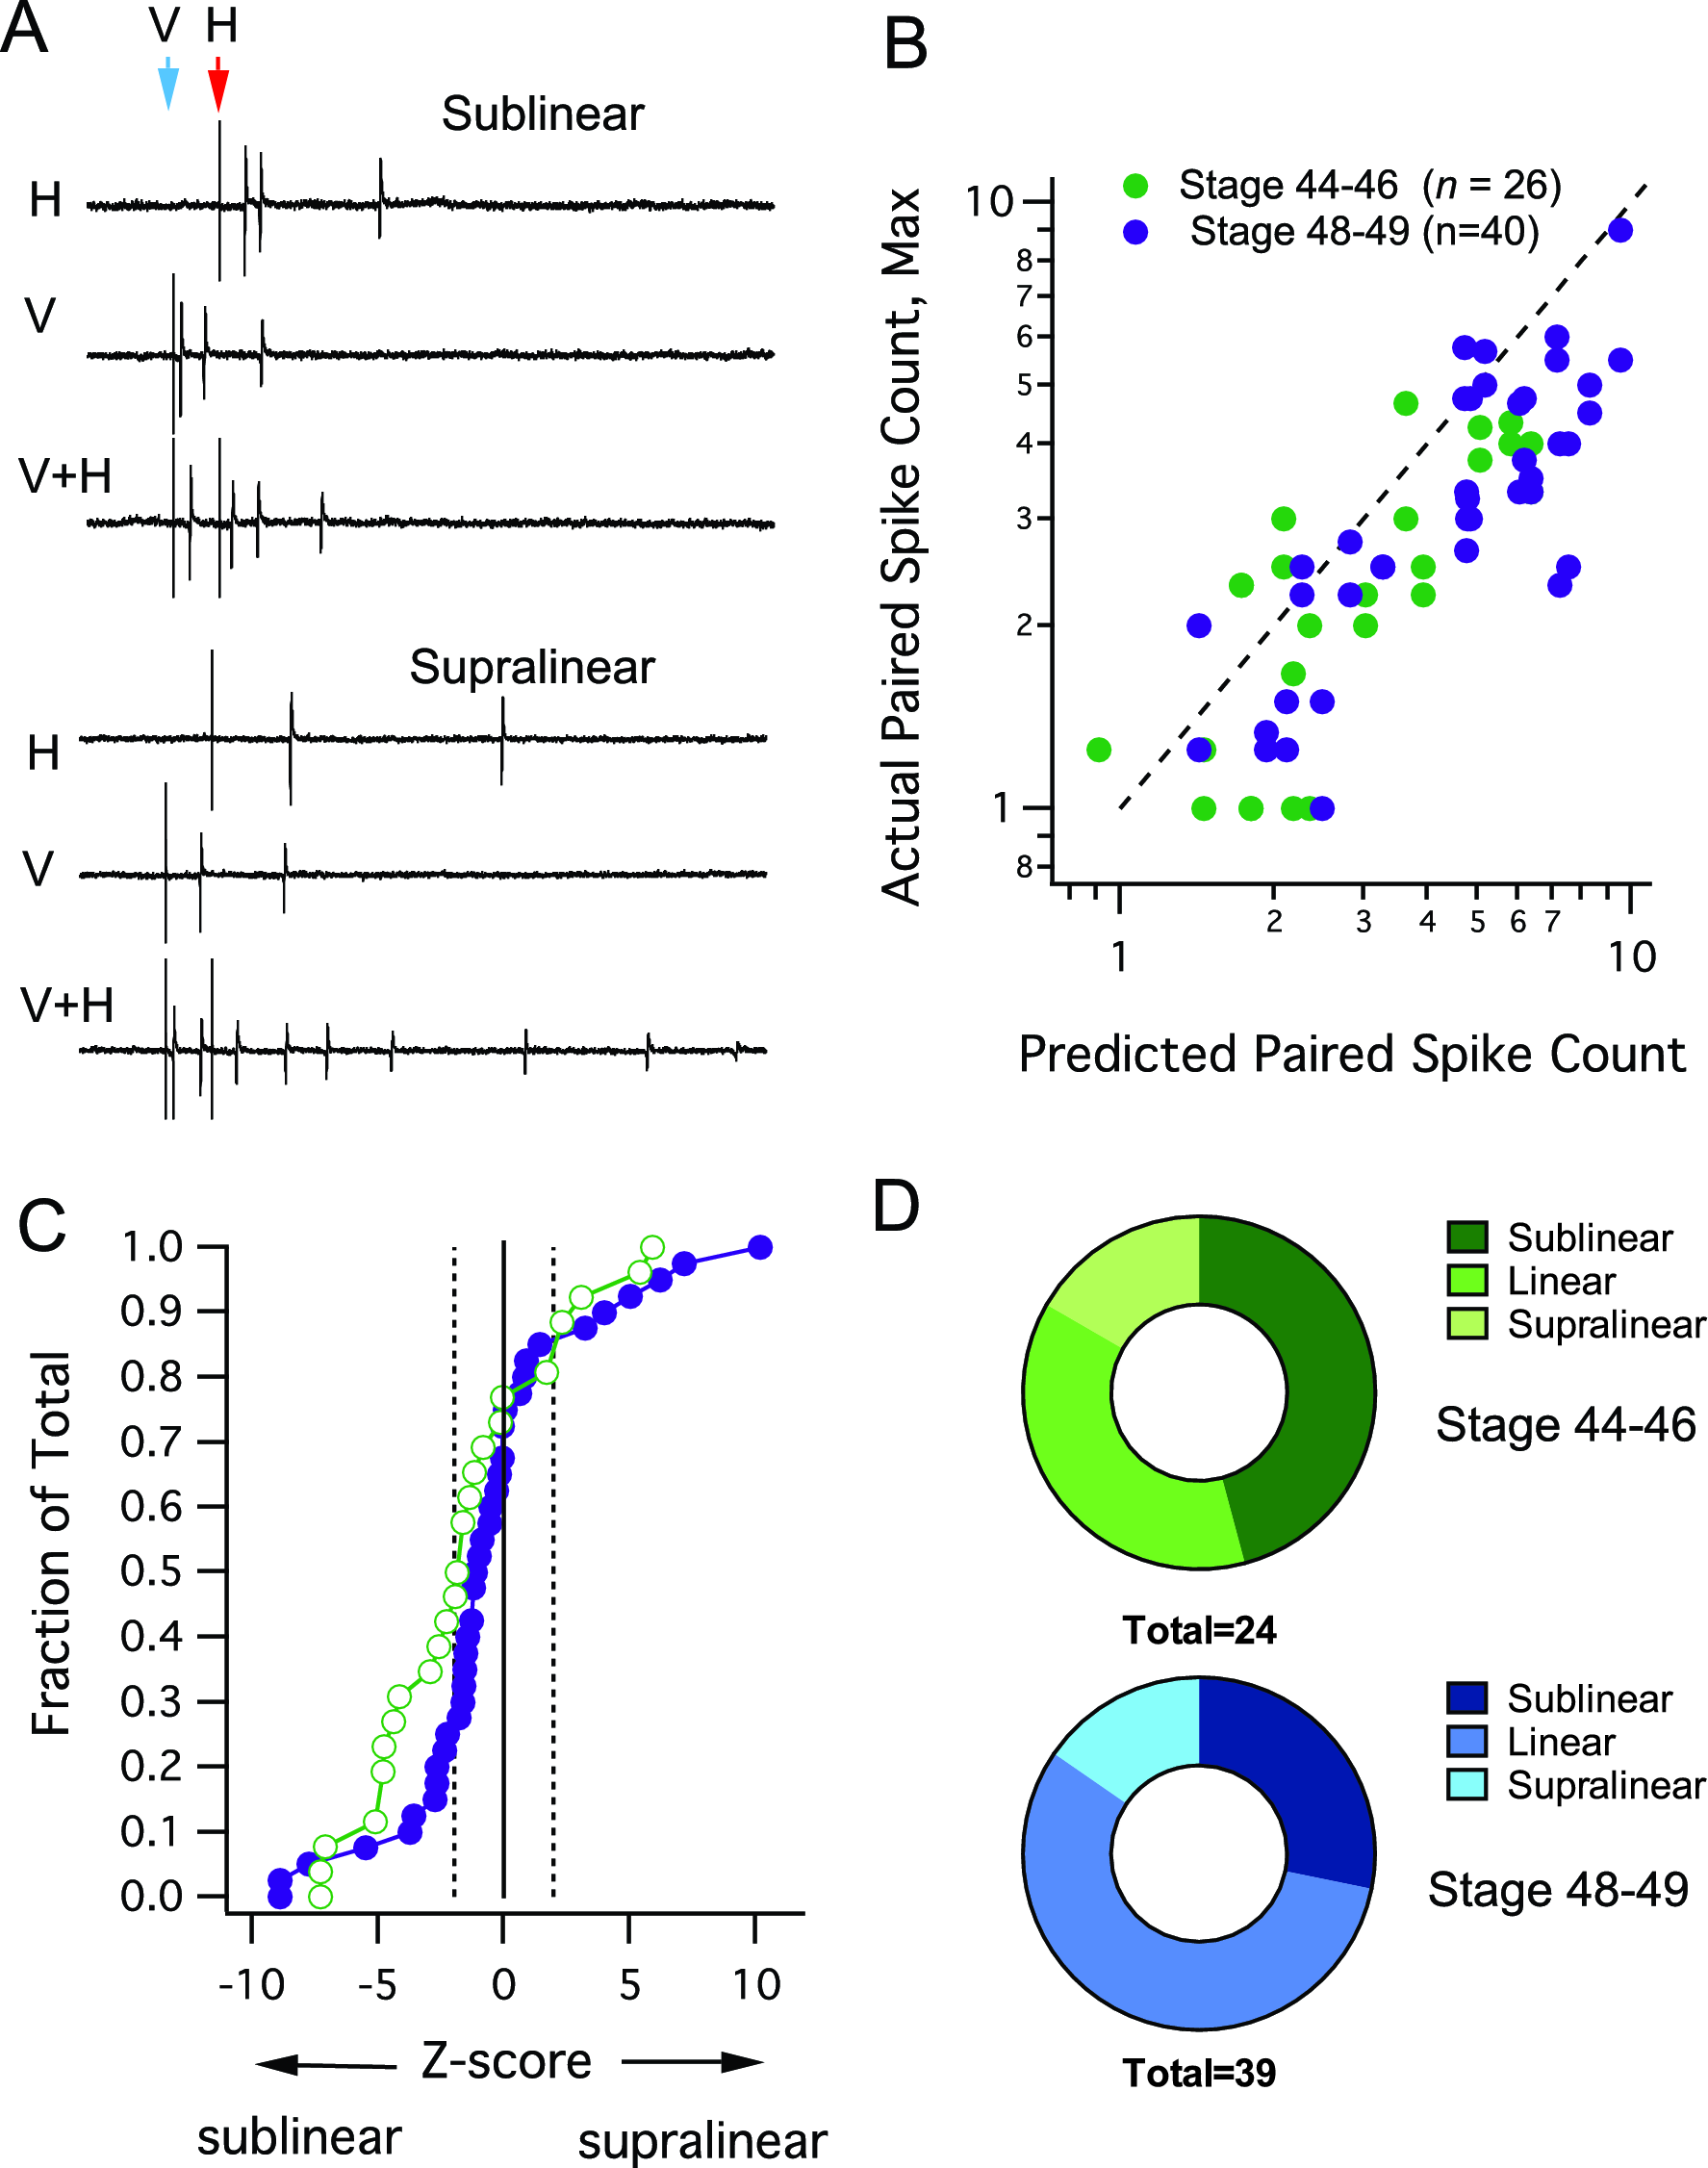 A
V H
Sublinear
H
V
V+H
Supralinear
H
V
V+H
B
Actual Paired Spike Count, Max
Stage 44-46 (n = 26)
Stage 48-49 (n=40)
10
8
7
6
5
4
3
2
1
8
2 3 4 5 6 7
1 10
Predicted Paired Spike Count
C
Fraction of Total
1.0
0.9
0.8
0.7
0.6
0.5
0.4
0.3
0.2
0.1
0.0
-10 -5 0 5 10
Z-score
sublinear supralinear
D
Sublinear
Linear
Supralinear
Stage 44-46
Total=24
Sublinear
Linear
Supralinear
Stage 48-49
Total=39